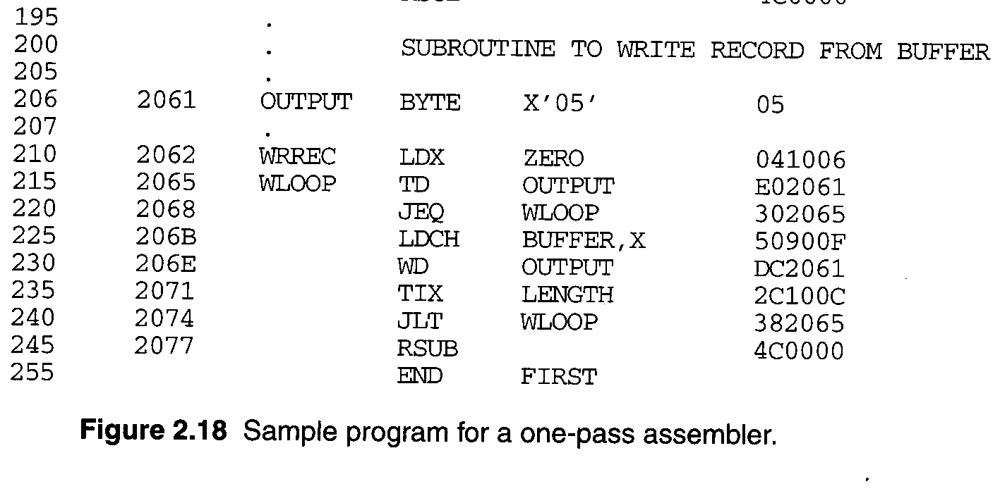 195 .
200 . SUBROUTINE TO WRITE RECORD FROM BUFFER
205 .
206 2061 OUTPUT BYTE X'05' 05
207 .
210 2062 WRREC LDX ZERO 041006
215 2065 WLOOP TD OUTPUT E02061
220 2068 JEQ WLOOP 302065
225 206B LDCH BUFFER,X 50900F
230 206E WD OUTPUT DC2061
235 2071 TIX LENGTH 2C100C
240 2074 JLT WLOOP 382065
245 2077 RSUB 4C0000
255 END FIRST
Figure 2.18 Sample program for a one-pass assembler.